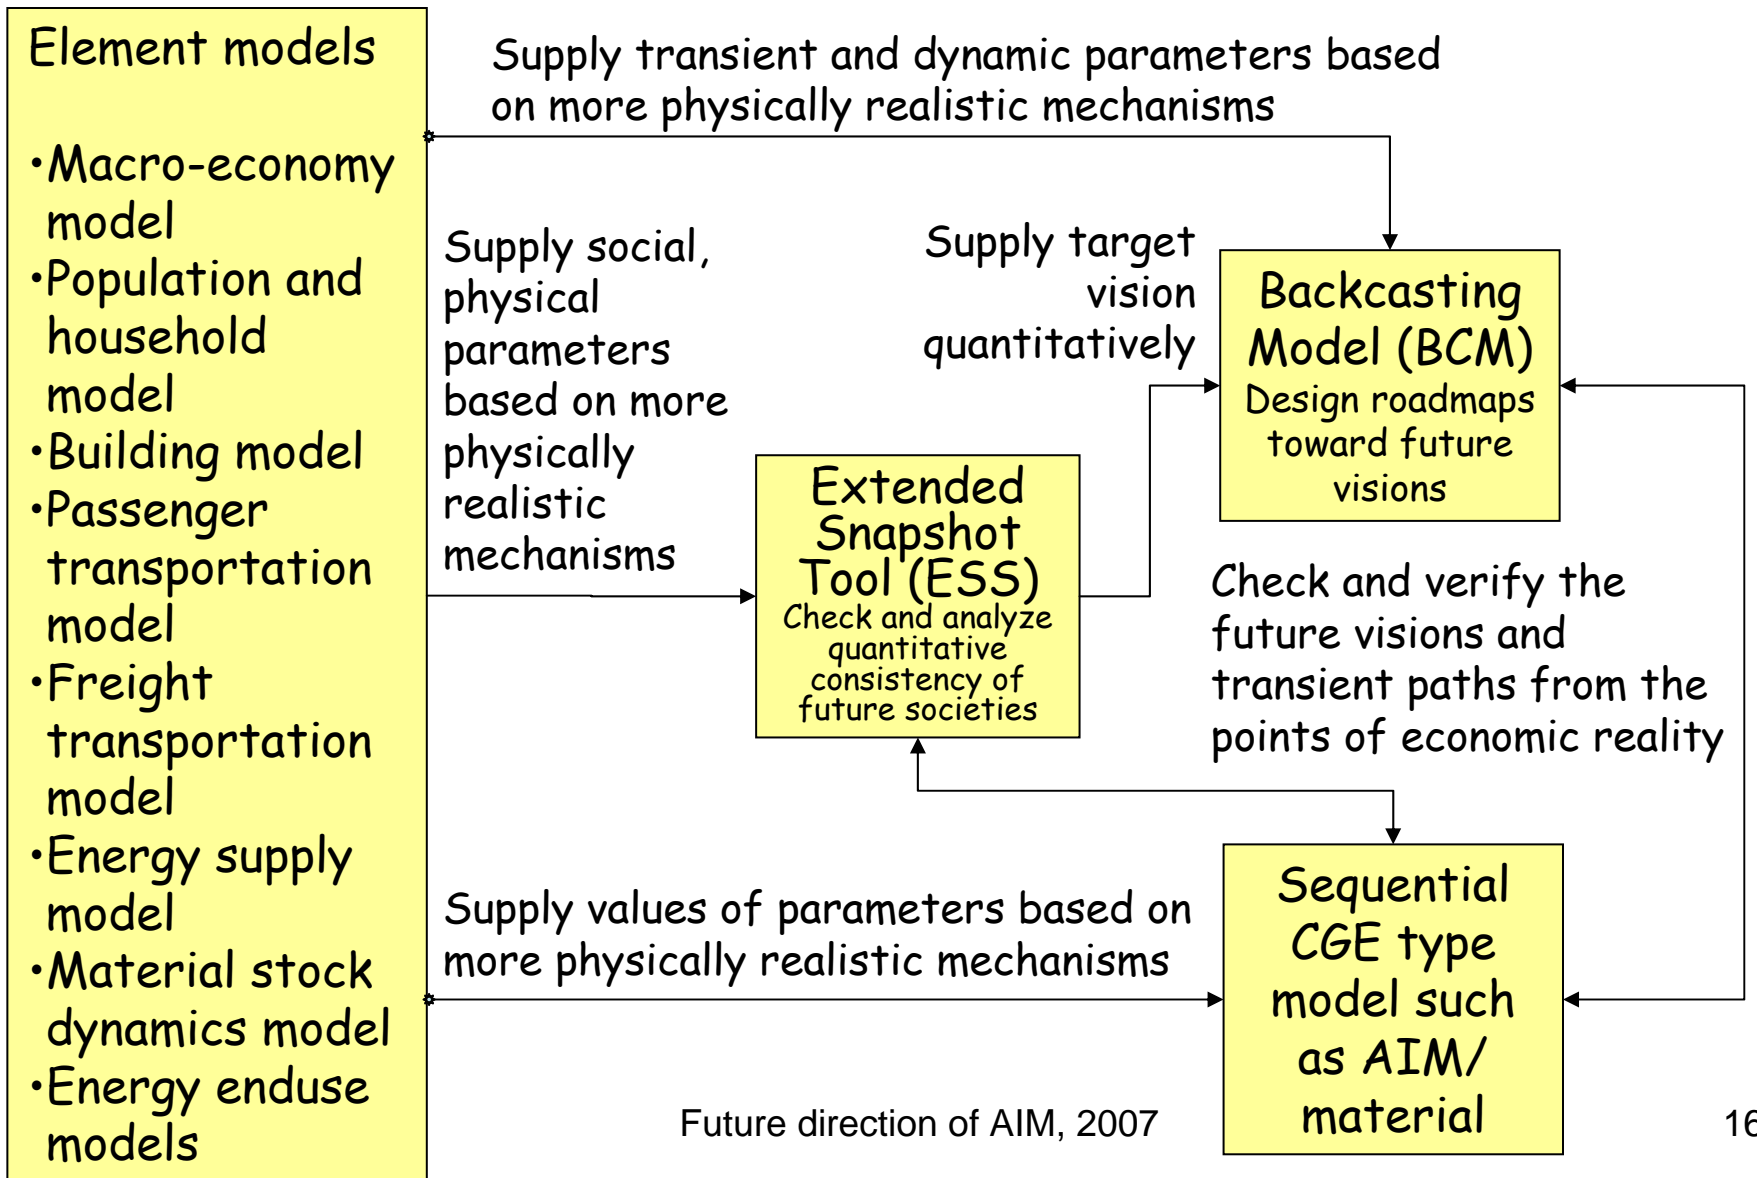 Element models
•Macro-economy
model
•Population and
household
model
•Building model
•Passenger
transportation
model
•Freight
transportation
model
•Energy supply
model
•Material stock
dynamics model
•Energy enduse
models
Supply transient and dynamic parameters based
on more physically realistic mechanisms
Supply social,
physical
parameters
based on more
physically
realistic
mechanisms
Supply target
vision
quantitatively
Backcasting
Model (BCM)
Design roadmaps
toward future
visions
Extended
Snapshot
Tool (ESS)
Check and analyze
quantitative
consistency of
future societies
Check and verify the
future visions and
transient paths from the
points of economic reality
Supply values of parameters based on
more physically realistic mechanisms
Sequential
CGE type
model such
as AIM/
material
Future direction of AIM, 2007
16